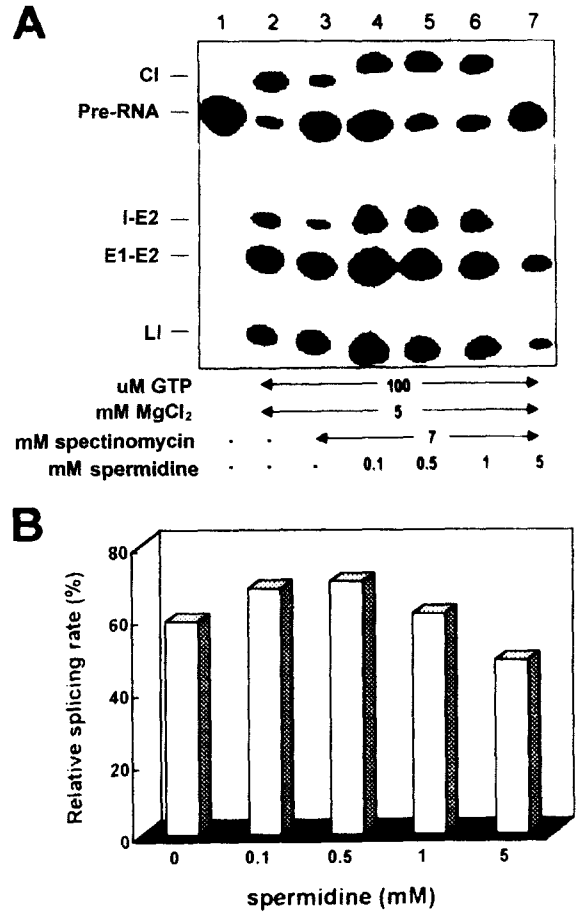 A
1 2 3 4 5 6 7
CI
Pre-RNA
I-E2
E1-E2
LI
uM GTP 100
mM MgCl₂ 5
mM spectinomycin - - 7
mM spermidine - - - 0.1 0.5 1 5
B
Relative splicing rate (%)
80
60
40
20
0
0 0.1 0.5 1 5
spermidine (mM)